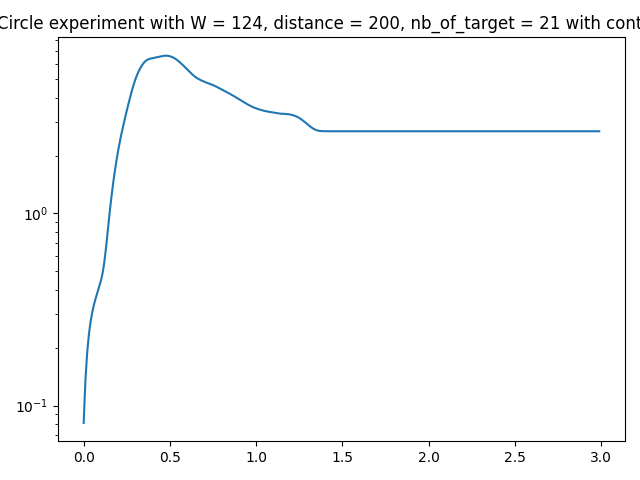 Circle experiment with W = 124, distance = 200, nb_of_target = 21 with cont
10⁰
10⁻¹
0.0 0.5 1.0 1.5 2.0 2.5 3.0